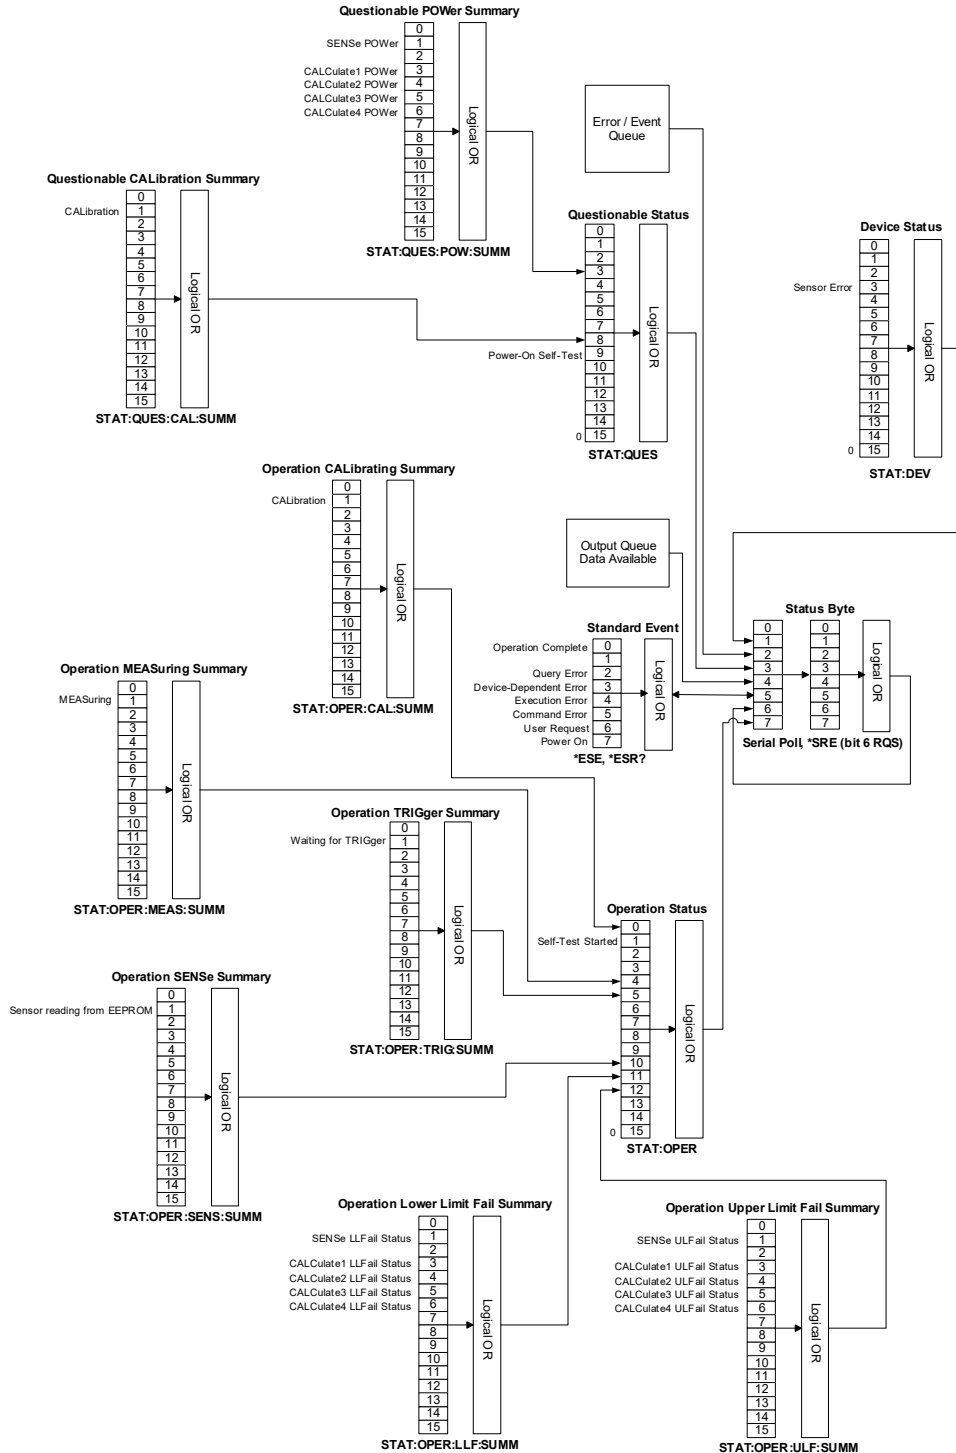 Questionable POWer Summary
0
SENSe POWer 1
2
CALCulate1 POWer 3
CALCulate2 POWer 4
CALCulate3 POWer 5
CALCulate4 POWer 6
7
8
9
10
11
12
13
14
15
Logical OR
STAT:QUES:POW:SUMM
Error / Event
Queue
Questionable CALibration Summary
0
CALibration 1
2
3
4
5
6
7
8
9
10
11
12
13
14
15
Logical OR
STAT:QUES:CAL:SUMM
Questionable Status
0
1
2
3
4
5
6
7
8
Power-On Self-Test 9
10
11
12
13
14
0 15
Logical OR
STAT:QUES
Device Status
0
1
2
Sensor Error 3
4
5
6
7
8
9
10
11
12
13
14
0 15
Logical OR
STAT:DEV
Operation CALibrating Summary
0
CALibration 1
2
3
4
5
6
7
8
9
10
11
12
13
14
15
Logical OR
STAT:OPER:CAL:SUMM
Output Queue
Data Available
Standard Event
Operation Complete 0
1
Query Error 2
Device-Dependent Error 3
Execution Error 4
Command Error 5
User Request 6
Power On 7
Logical OR
*ESE, *ESR?
Status Byte
0 0
1 1
2 2
3 3
4 4
5 5
6 6
7 7
Logical OR
Serial Poll, *SRE (bit 6 RQS)
Operation MEASuring Summary
0
MEASuring 1
2
3
4
5
6
7
8
9
10
11
12
13
14
15
Logical OR
STAT:OPER:MEAS:SUMM
Operation TRIGger Summary
0
Waiting for TRIGger 1
2
3
4
5
6
7
8
9
10
11
12
13
14
15
Logical OR
STAT:OPER:TRIG:SUMM
Operation Status
0
Self-Test Started 1
2
3
4
5
6
7
8
9
10
11
12
13
14
0 15
Logical OR
STAT:OPER
Operation SENSe Summary
0
Sensor reading from EEPROM 1
2
3
4
5
6
7
8
9
10
11
12
13
14
15
Logical OR
STAT:OPER:SENS:SUMM
Operation Lower Limit Fail Summary
0
SENSe LLFail Status 1
2
CALCulate1 LLFail Status 3
CALCulate2 LLFail Status 4
CALCulate3 LLFail Status 5
CALCulate4 LLFail Status 6
7
8
9
10
11
12
13
14
15
Logical OR
STAT:OPER:LLF:SUMM
Operation Upper Limit Fail Summary
0
SENSe ULFail Status 1
2
CALCulate1 ULFail Status 3
CALCulate2 ULFail Status 4
CALCulate3 ULFail Status 5
CALCulate4 ULFail Status 6
7
8
9
10
11
12
13
14
15
Logical OR
STAT:OPER:ULF:SUMM